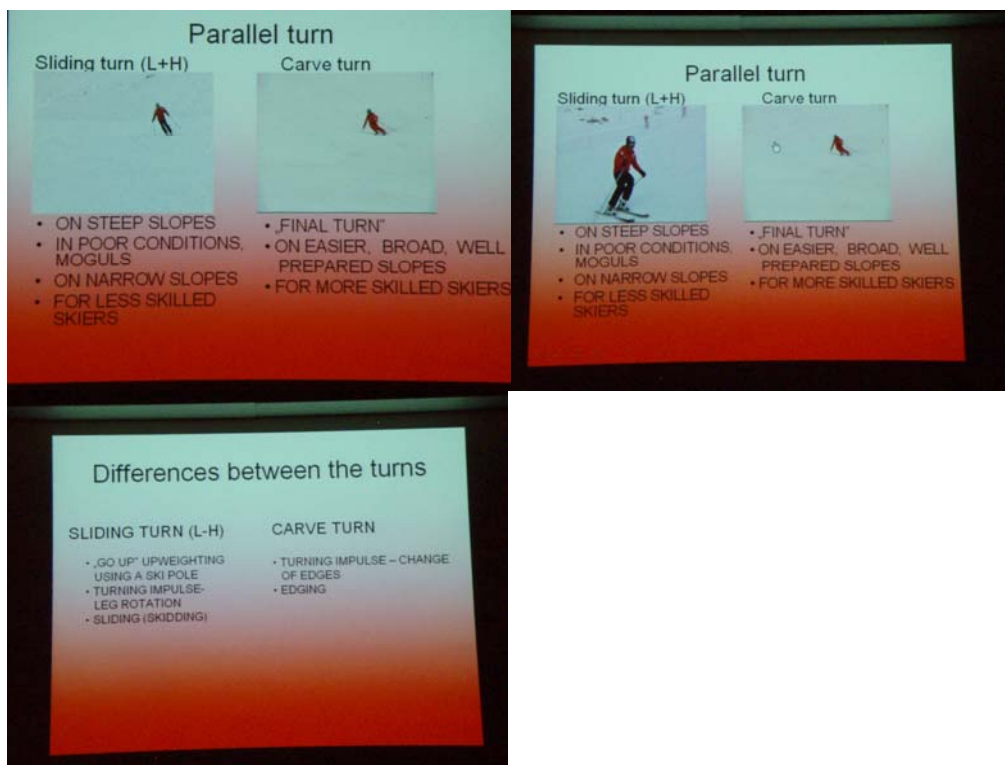 Parallel turn
Sliding turn (L+H)
Carve turn
• ON STEEP SLOPES
• IN POOR CONDITIONS,
MOGULS
• ON NARROW SLOPES
• FOR LESS SKILLED
SKIERS
• „FINAL TURN"
• ON EASIER, BROAD, WELL
PREPARED SLOPES
• FOR MORE SKILLED SKIERS
Parallel turn
Sliding turn (L+H)
Carve turn
• ON STEEP SLOPES
• IN POOR CONDITIONS,
MOGULS
• ON NARROW SLOPES
• FOR LESS SKILLED
SKIERS
• „FINAL TURN"
• ON EASIER, BROAD, WELL
PREPARED SLOPES
• FOR MORE SKILLED SKIERS
Differences between the turns
SLIDING TURN (L-H)
• „GO UP" UPWEIGHTING
USING A SKI POLE
• TURNING IMPULSE-
LEG ROTATION
• SLIDING (SKIDDING)
CARVE TURN
• TURNING IMPULSE – CHANGE
OF EDGES
• EDGING